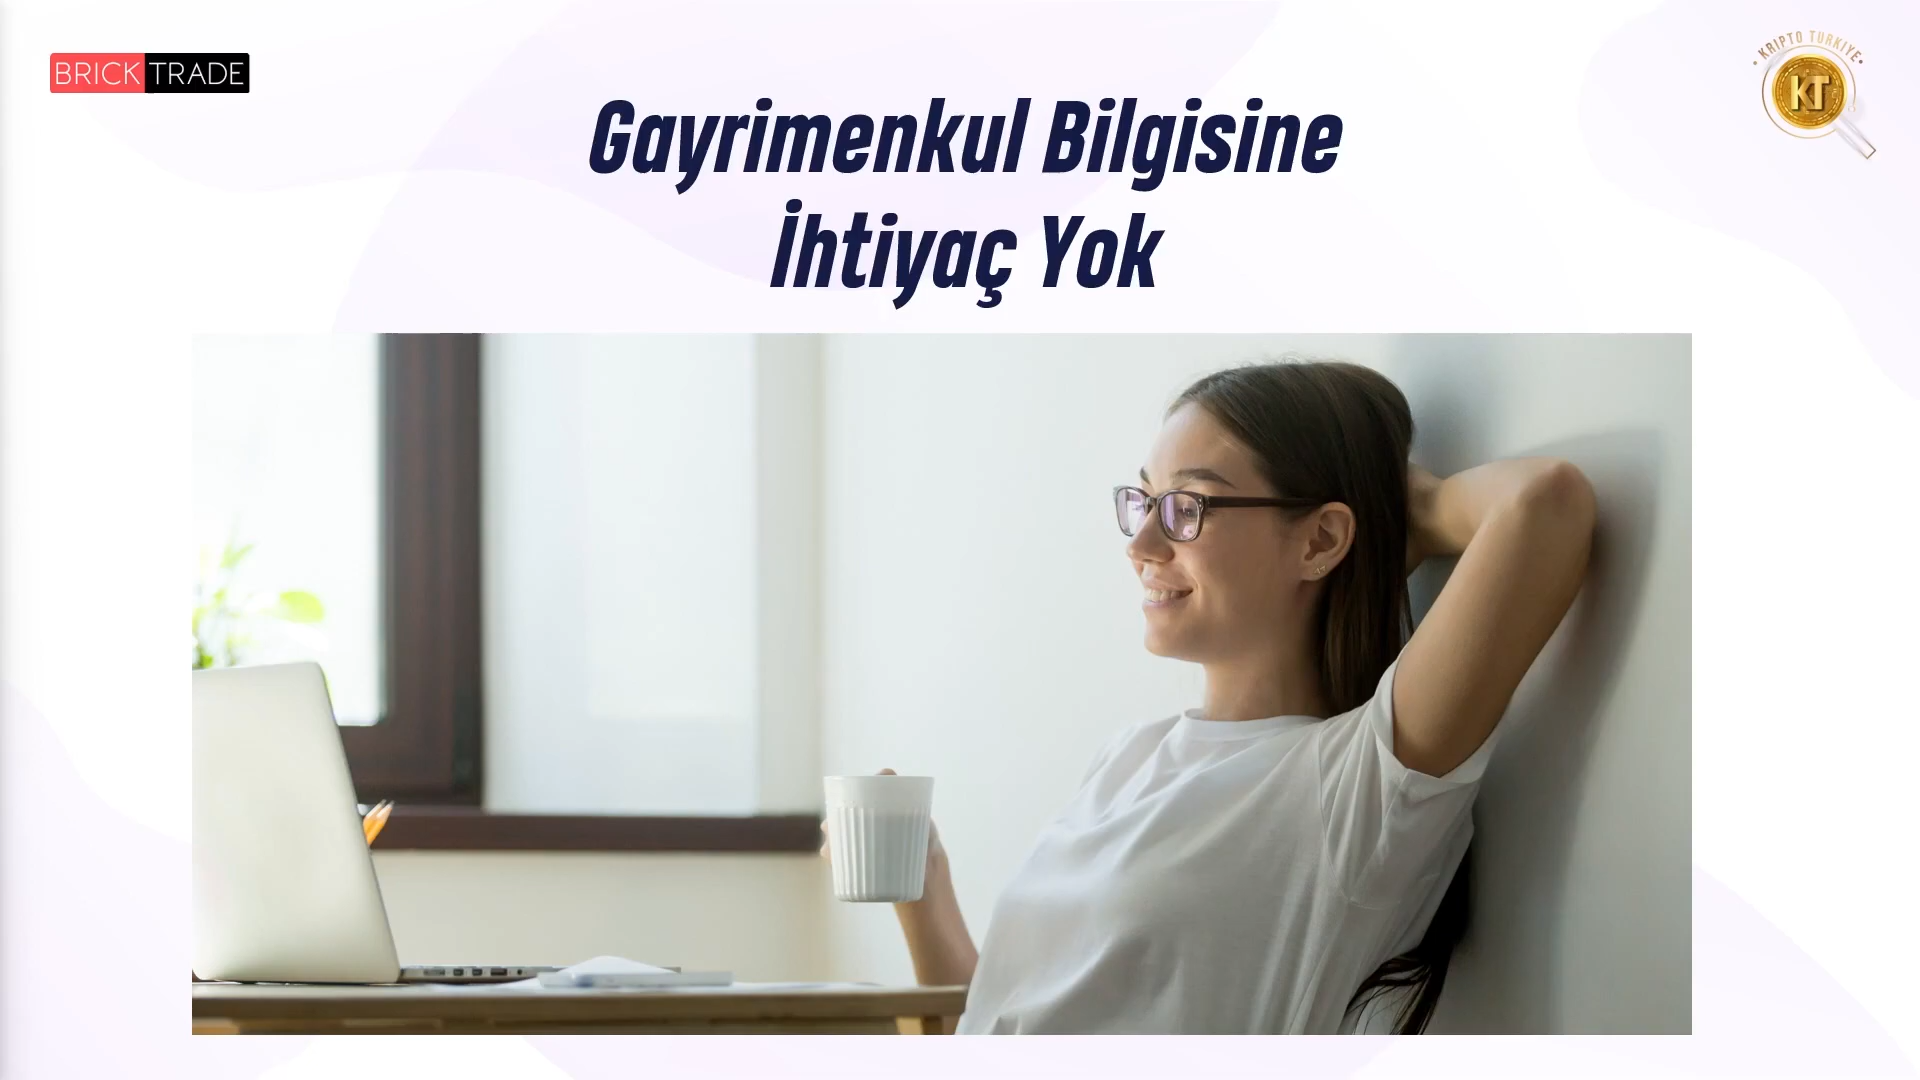 BRICK TRADE
KRIPTO TURKIYE
KT
Gayrimenkul Bilgisine
İhtiyaç Yok